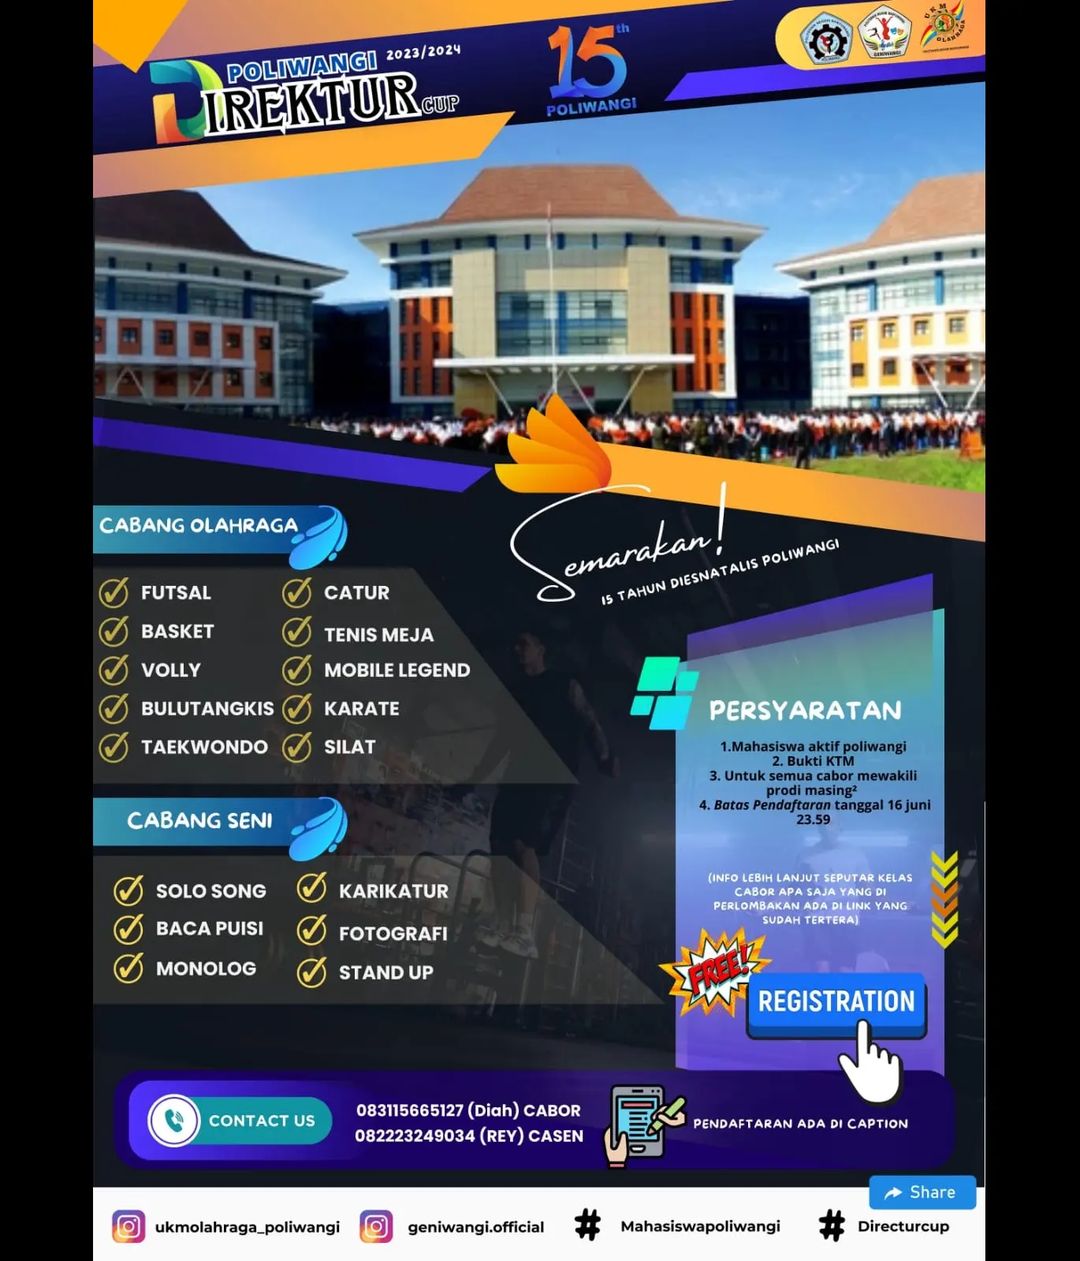 POLIWANGI 2023/2024
DIREKTUR CUP
15th
POLIWANGI
UKM
OLAHRAGA
GENIWANGI
CABANG OLAHRAGA
FUTSAL
BASKET
VOLLY
BULUTANGKIS
TAEKWONDO
CATUR
TENIS MEJA
MOBILE LEGEND
KARATE
SILAT
CABANG SENI
SOLO SONG
BACA PUISI
MONOLOG
KARIKATUR
FOTOGRAFI
STAND UP
Semarakan!
15 TAHUN DIESNATALIS POLIWANGI
PERSYARATAN
1.Mahasiswa aktif poliwangi
2. Bukti KTM
3. Untuk semua cabor mewakili
prodi masing²
4. Batas Pendaftaran tanggal 16 juni
23.59
(INFO LEBIH LANJUT SEPUTAR KELAS
CABOR APA SAJA YANG DI
PERLOMBAKAN ADA DI LINK YANG
SUDAH TERTERA)
FREE!
REGISTRATION
CONTACT US
083115665127 (Diah) CABOR
082223249034 (REY) CASEN
PENDAFTARAN ADA DI CAPTION
Share
ukmolahraga_poliwangi
geniwangi.official
# Mahasiswapoliwangi
# Directurcup